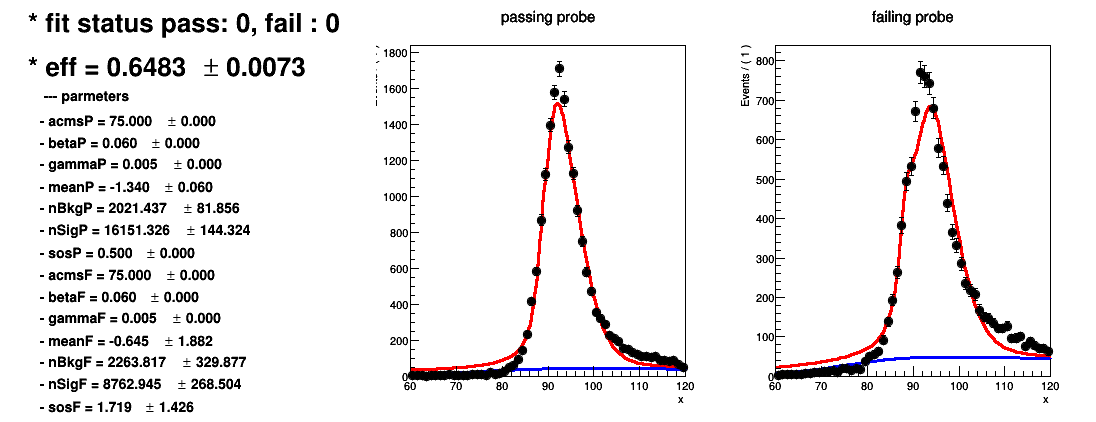 * fit status pass: 0, fail : 0
* eff = 0.6483 ± 0.0073
--- parmeters
- acmsP = 75.000 ± 0.000
- betaP = 0.060 ± 0.000
- gammaP = 0.005 ± 0.000
- meanP = -1.340 ± 0.060
- nBkgP = 2021.437 ± 81.856
- nSigP = 16151.326 ± 144.324
- sosP = 0.500 ± 0.000
- acmsF = 75.000 ± 0.000
- betaF = 0.060 ± 0.000
- gammaF = 0.005 ± 0.000
- meanF = -0.645 ± 1.882
- nBkgF = 2263.817 ± 329.877
- nSigF = 8762.945 ± 268.504
- sosF = 1.719 ± 1.426
passing probe
1800
1600
1400
1200
1000
800
600
400
200
0
60 70 80 90 100 110 120
x
failing probe
Events / ( 1 )
800
700
600
500
400
300
200
100
0
60 70 80 90 100 110 120
x